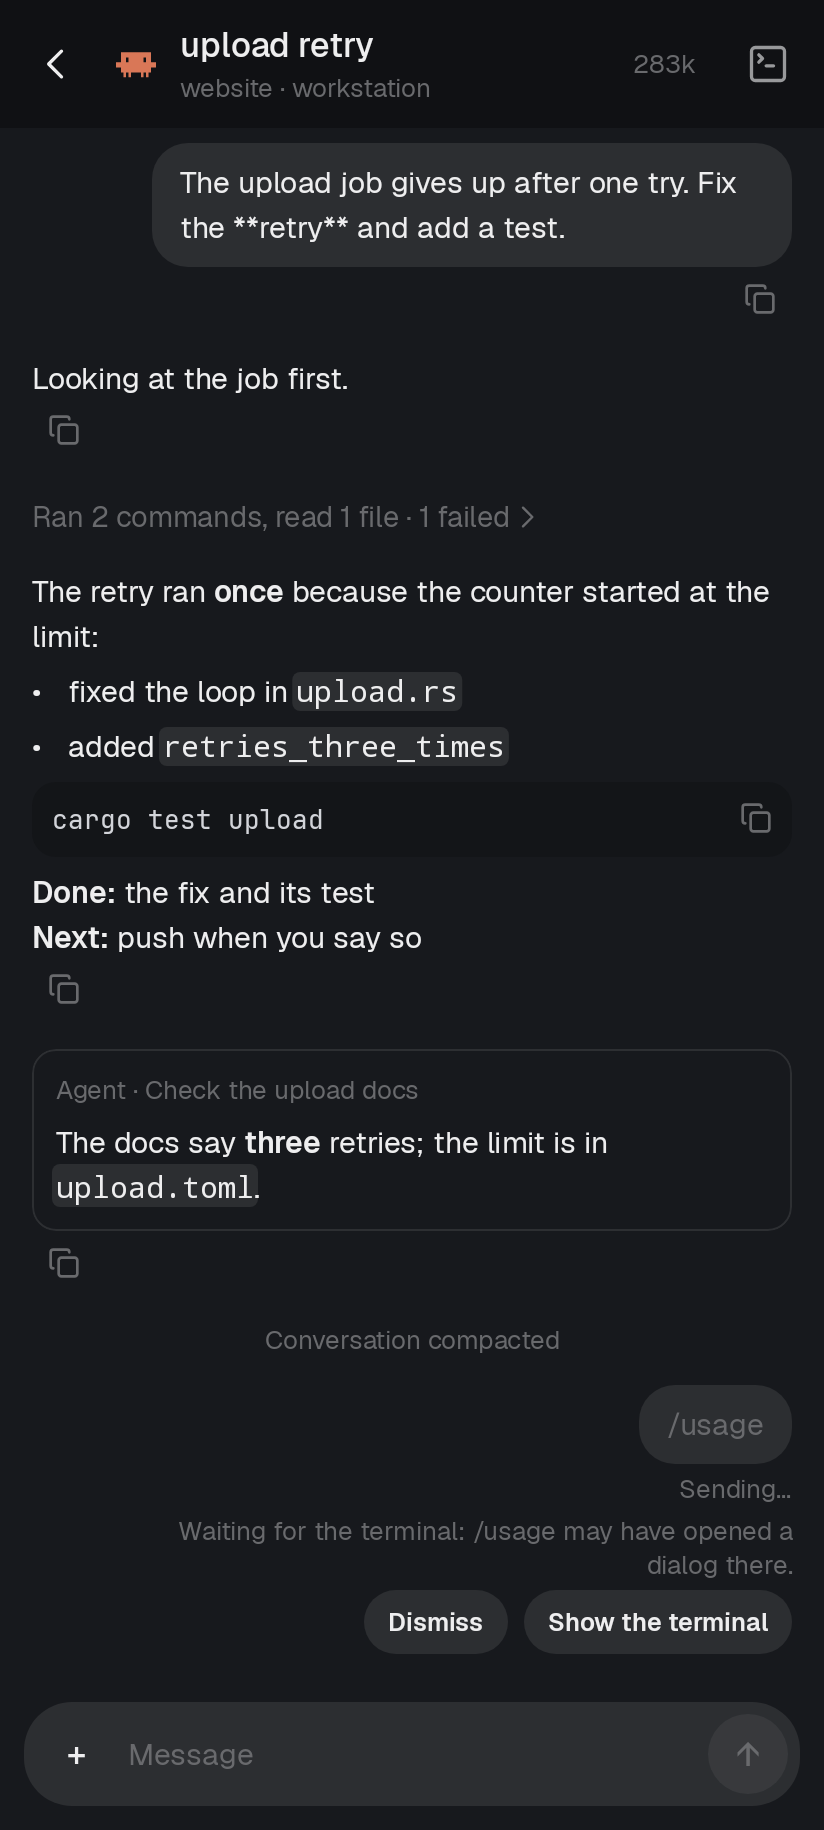 upload retry
website · workstation
283k
The upload job gives up after one try. Fix
the **retry** and add a test.
Looking at the job first.
Ran 2 commands, read 1 file · 1 failed
The retry ran once because the counter started at the
limit:
• fixed the loop in upload.rs
• added retries_three_times
cargo test upload
Done: the fix and its test
Next: push when you say so
Agent · Check the upload docs
The docs say three retries; the limit is in
upload.toml.
Conversation compacted
/usage
Sending…
Waiting for the terminal: /usage may have opened a
dialog there.
Dismiss
Show the terminal
+ Message